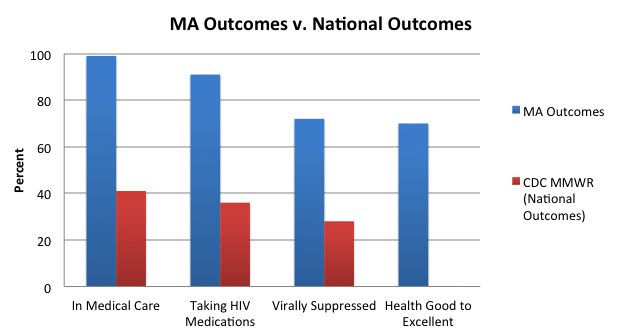 MA Outcomes v. National Outcomes
100
80
60
40
20
0
Percent
In Medical Care
Taking HIV
Medications
Virally Suppressed
Health Good to
Excellent
MA Outcomes
CDC MMWR
(National
Outcomes)